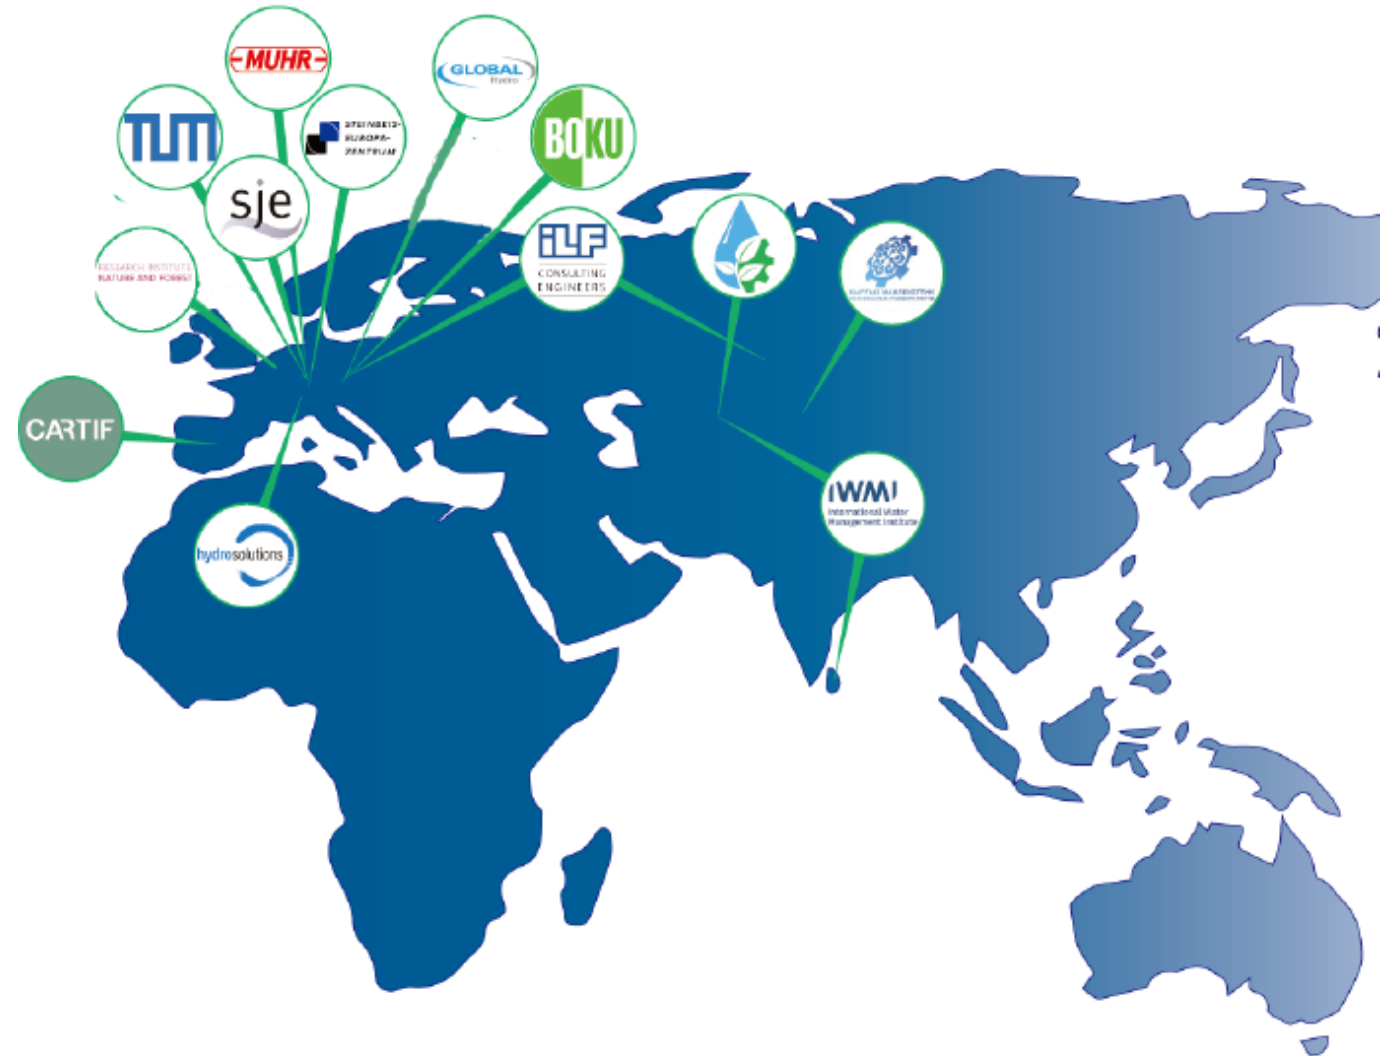 MUHR
GLOBAL
Hydro
TUM
STEINBEIS-
EUROPA-
ZENTRUM
BOKU
sje
iLF
CONSULTING
ENGINEERS
RESEARCH INSTITUTE
NATURE AND FOREST
CARTIF
IWMI
International Water
Management Institute
hydrosolutions